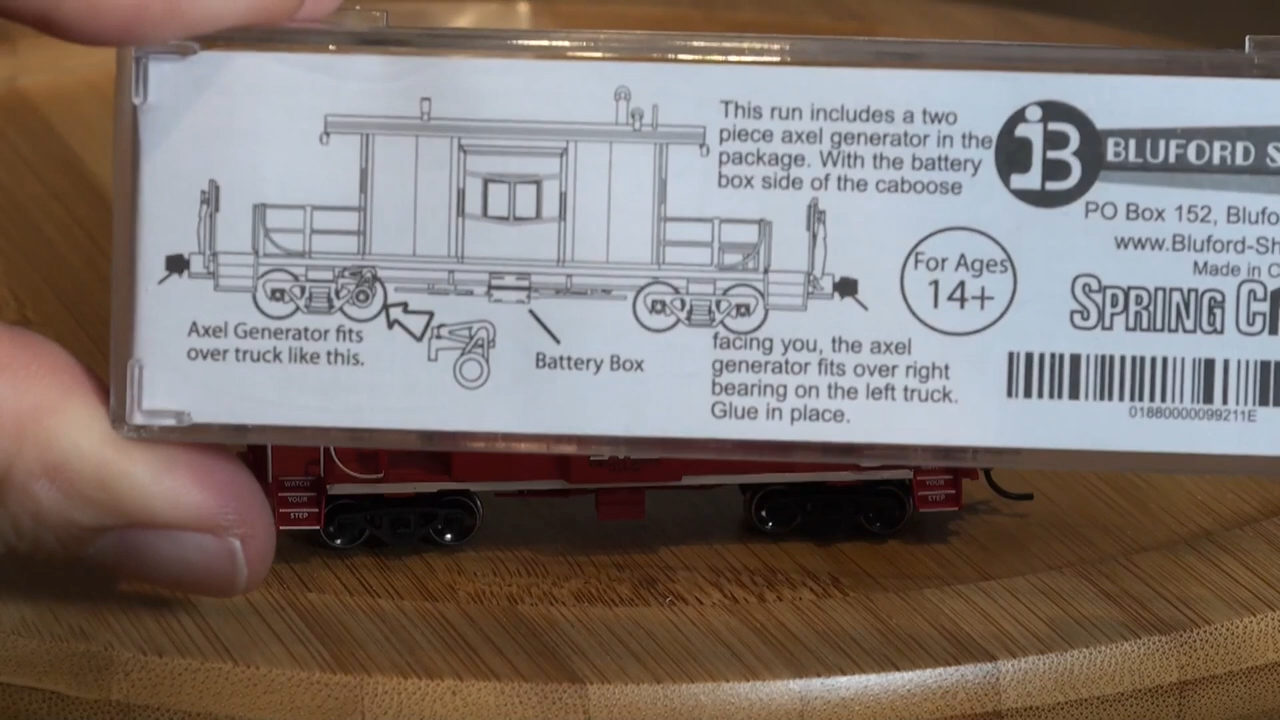 This run includes a two
piece axel generator in the
package. With the battery
box side of the caboose
facing you, the axel
generator fits over right
bearing on the left truck.
Glue in place.
Axel Generator fits
over truck like this.
Battery Box
BLUFORD S
PO Box 152, Blufo
www.Bluford-Sh
Made in C
For Ages
14+
SPRING C
01880000099211E
WATCH
YOUR
STEP
YOUR
STEP